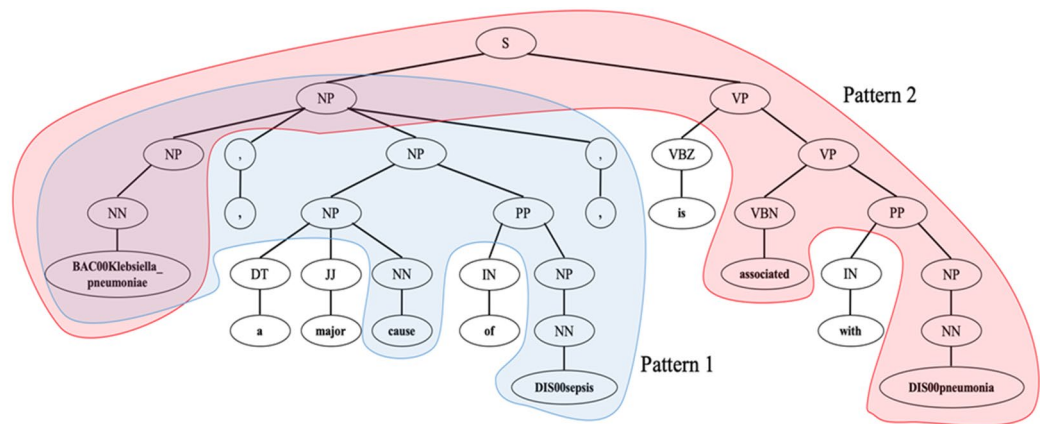 S
NP
VP
Pattern 2
NP
,
NP
,
VBZ
VP
NN
,
NP
PP
,
is
VBN
PP
BAC00Klebsiella_
pneumoniae
DT
JJ
NN
IN
NP
associated
IN
NP
a
major
cause
of
NN
with
NN
Pattern 1
DIS00sepsis
DIS00pneumonia